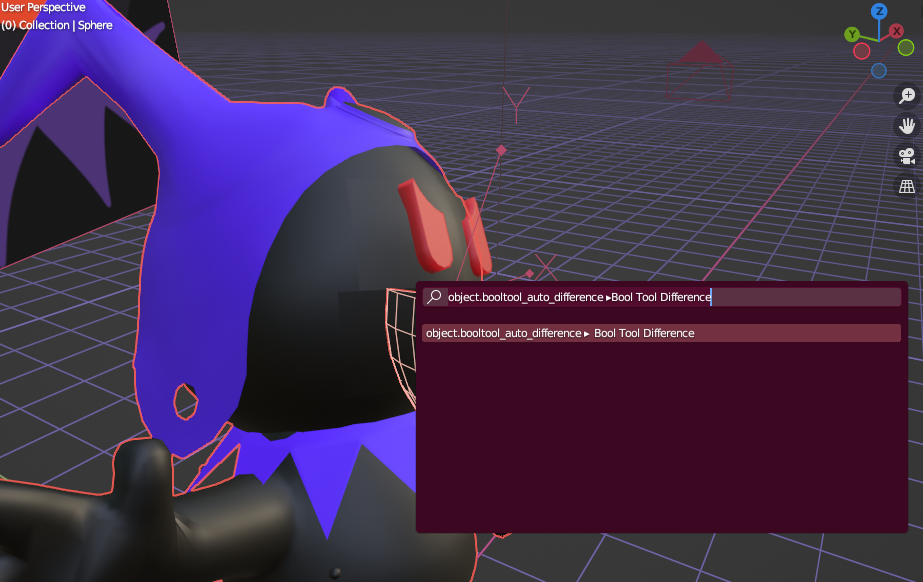 User Perspective
(0) Collection | Sphere
Z
Y
X
object.booltool_auto_difference ▸Bool Tool Difference
object.booltool_auto_difference ▸ Bool Tool Difference